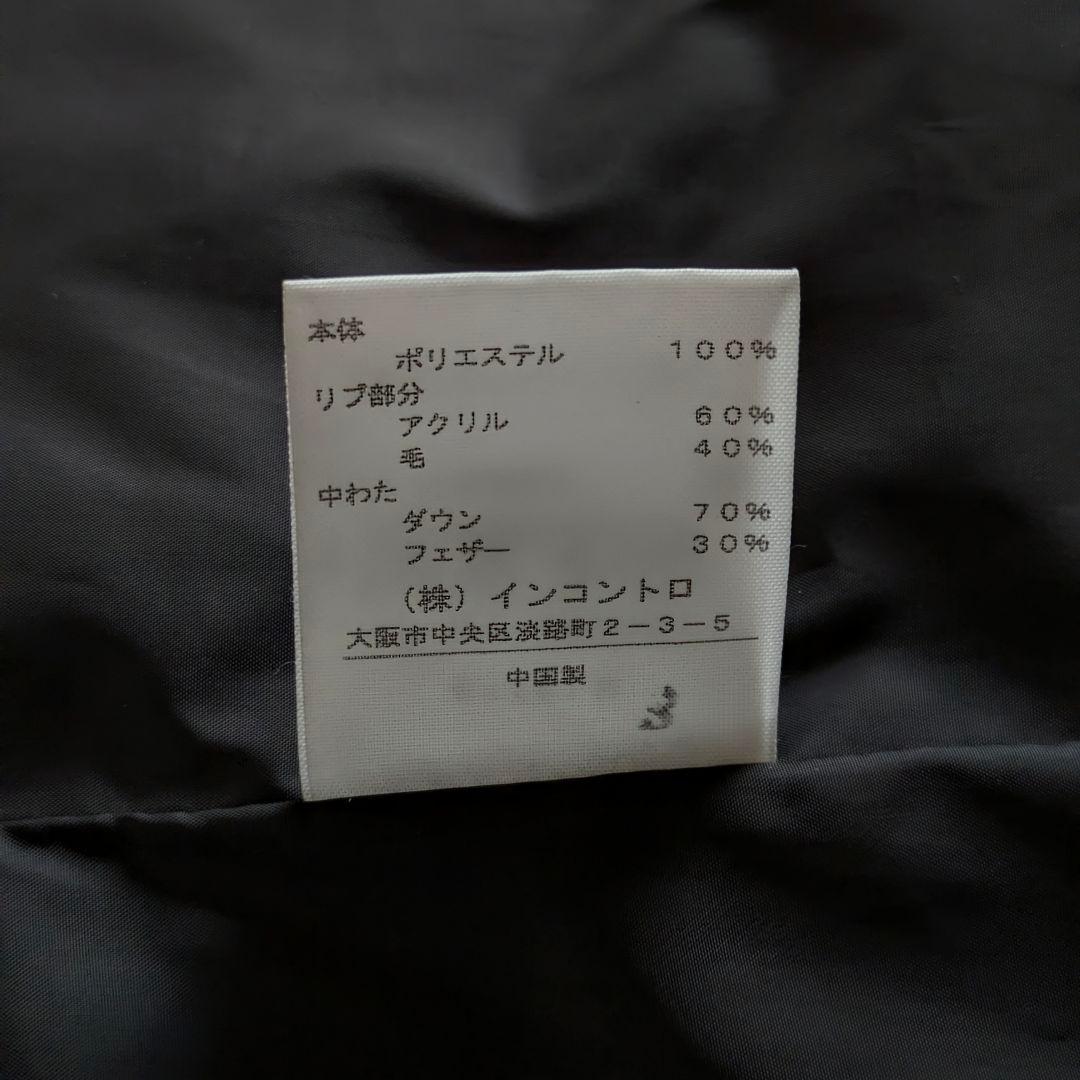 本体
ポリエステル 100%
リブ部分
アクリル 60%
毛 40%
中わた
ダウン 70%
フェザー 30%
(株) インコントロ
大阪市中央区淡路町2-3-5
中国製